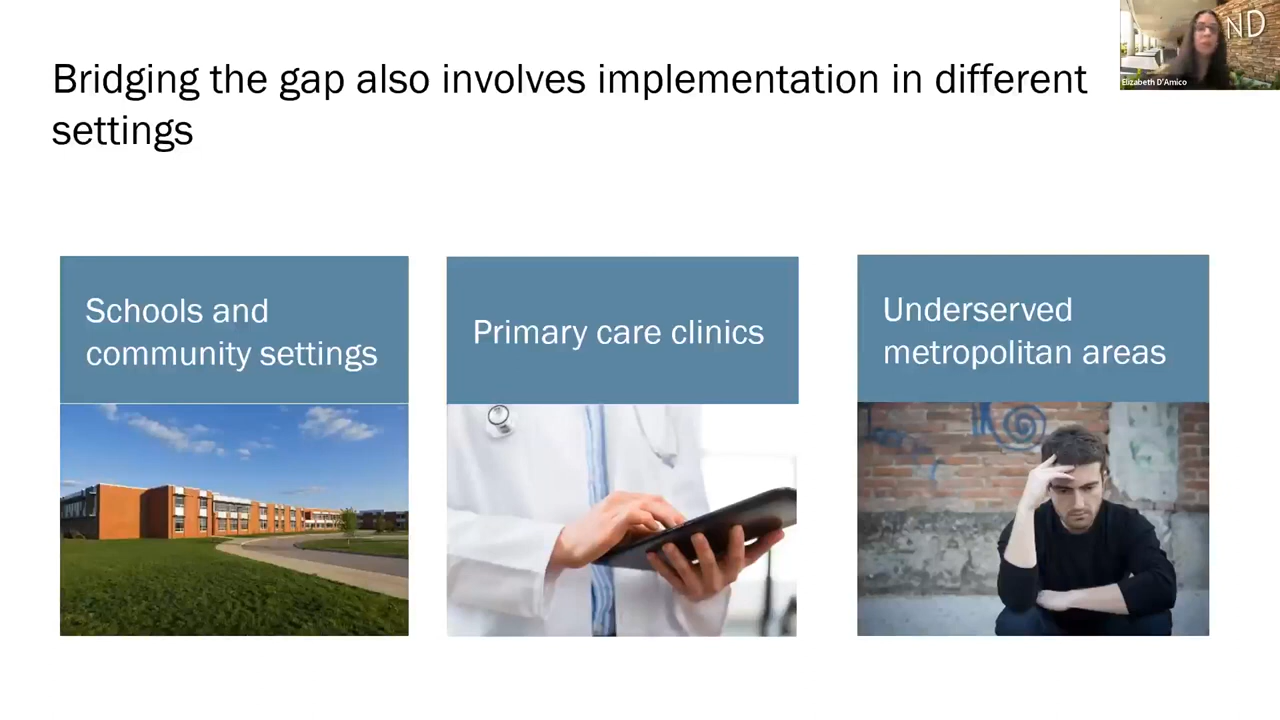 Bridging the gap also involves implementation in different
settings
ND
Elizabeth D'Amico
Schools and
community settings
Primary care clinics
Underserved
metropolitan areas